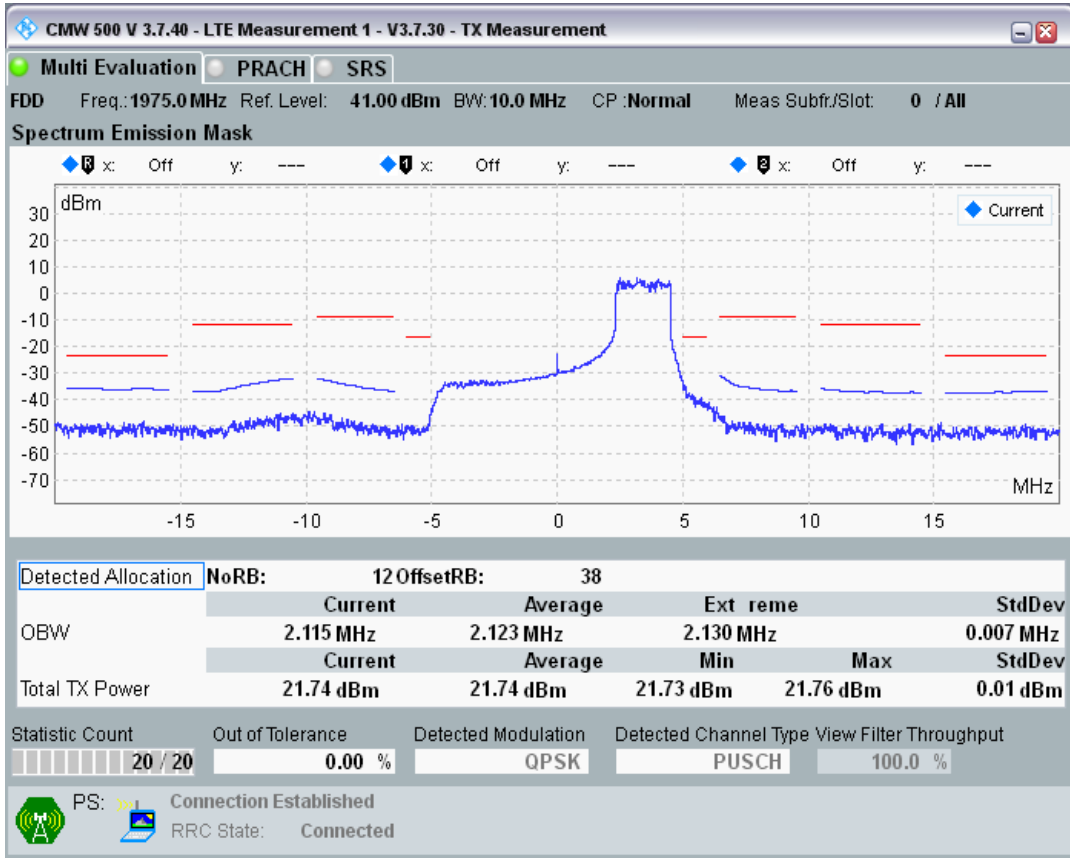 CMW 500 V 3.7.40 - LTE Measurement 1 - V3.7.30 - TX Measurement
Multi Evaluation PRACH SRS
FDD Freq.: 1975.0 MHz Ref. Level: 41.00 dBm BW: 10.0 MHz CP :Normal Meas Subfr./Slot: 0 / All
Spectrum Emission Mask
R x: Off y: --- 1 x: Off y: --- 2 x: Off y: ---
dBm
Current
30
20
10
0
-10
-20
-30
-40
-50
-60
-70
MHz
-15 -10 -5 0 5 10 15
Detected Allocation NoRB: 12 OffsetRB: 38
Current Average Ext reme StdDev
OBW 2.115 MHz 2.123 MHz 2.130 MHz 0.007 MHz
Current Average Min Max StdDev
Total TX Power 21.74 dBm 21.74 dBm 21.73 dBm 21.76 dBm 0.01 dBm
Statistic Count Out of Tolerance Detected Modulation Detected Channel Type View Filter Throughput
20 / 20 0.00 % QPSK PUSCH 100.0 %
PS: Connection Established
RRC State: Connected